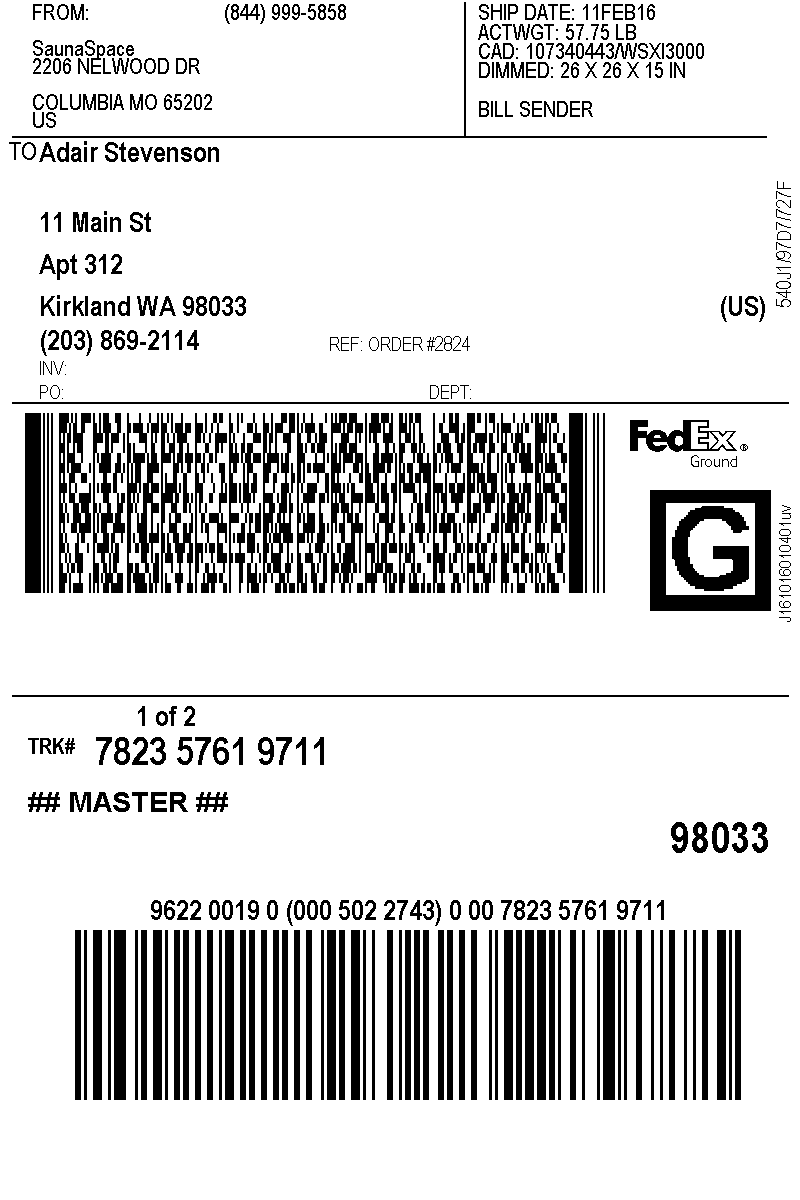 FROM: (844) 999-5858
SaunaSpace
2206 NELWOOD DR
COLUMBIA MO 65202
US
SHIP DATE: 11FEB16
ACTWGT: 57.75 LB
CAD: 107340443/WSXI3000
DIMMED: 26 X 26 X 15 IN
BILL SENDER
TO Adair Stevenson
11 Main St
Apt 312
Kirkland WA 98033 (US)
(203) 869-2114 REF: ORDER #2824
INV:
PO: DEPT:
540J1/97D7/727F
FedEx®
Ground
G
J161016010401uv
1 of 2
TRK# 7823 5761 9711
## MASTER ##
98033
9622 0019 0 (000 502 2743) 0 00 7823 5761 9711